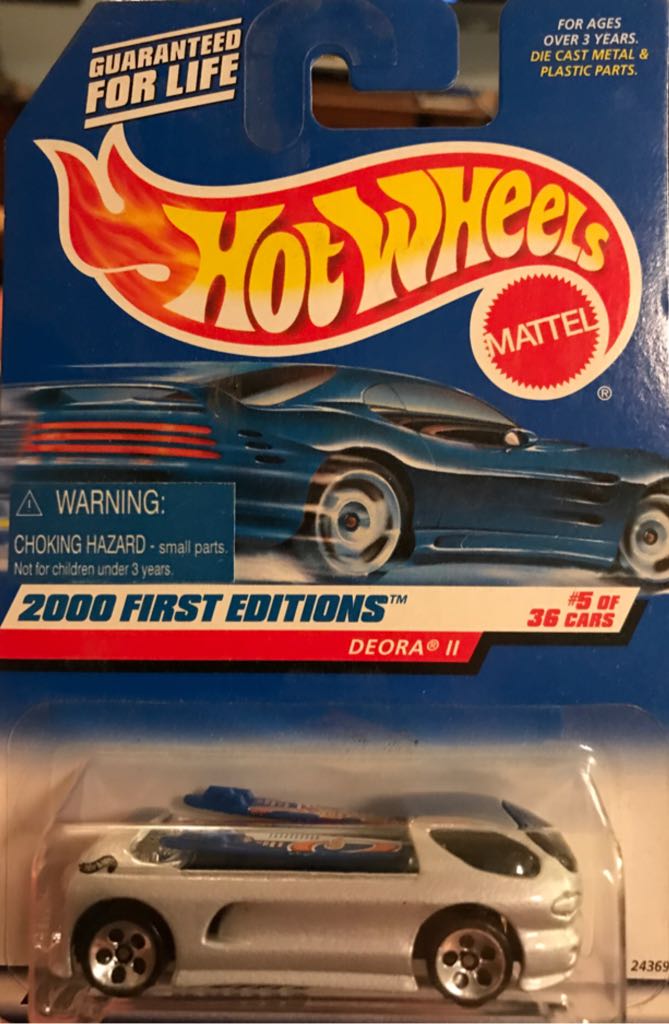 GUARANTEED
FOR LIFE
FOR AGES
OVER 3 YEARS.
DIE CAST METAL &
PLASTIC PARTS.
HOT WHEELS
MATTEL
®
⚠ WARNING:
CHOKING HAZARD - small parts.
Not for children under 3 years.
2000 FIRST EDITIONS™
#5 OF
36 CARS
DEORA® II
24369